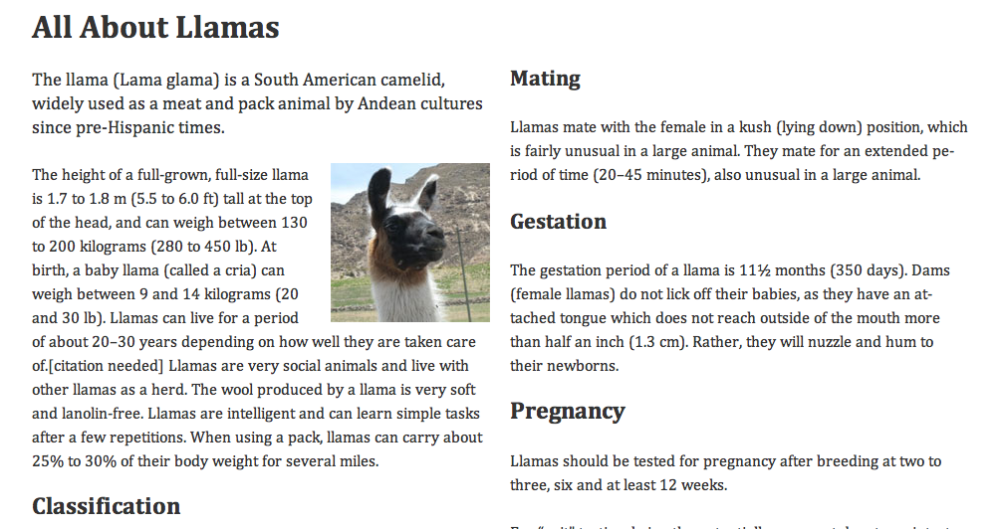 All About Llamas
The llama (Lama glama) is a South American camelid,
widely used as a meat and pack animal by Andean cultures
since pre-Hispanic times.
The height of a full-grown, full-size llama
is 1.7 to 1.8 m (5.5 to 6.0 ft) tall at the top
of the head, and can weigh between 130
to 200 kilograms (280 to 450 lb). At
birth, a baby llama (called a cria) can
weigh between 9 and 14 kilograms (20
and 30 lb). Llamas can live for a period
of about 20–30 years depending on how well they are taken care
of.[citation needed] Llamas are very social animals and live with
other llamas as a herd. The wool produced by a llama is very soft
and lanolin-free. Llamas are intelligent and can learn simple tasks
after a few repetitions. When using a pack, llamas can carry about
25% to 30% of their body weight for several miles.
Classification
Mating
Llamas mate with the female in a kush (lying down) position, which
is fairly unusual in a large animal. They mate for an extended pe-
riod of time (20–45 minutes), also unusual in a large animal.
Gestation
The gestation period of a llama is 11½ months (350 days). Dams
(female llamas) do not lick off their babies, as they have an at-
tached tongue which does not reach outside of the mouth more
than half an inch (1.3 cm). Rather, they will nuzzle and hum to
their newborns.
Pregnancy
Llamas should be tested for pregnancy after breeding at two to
three, six and at least 12 weeks.